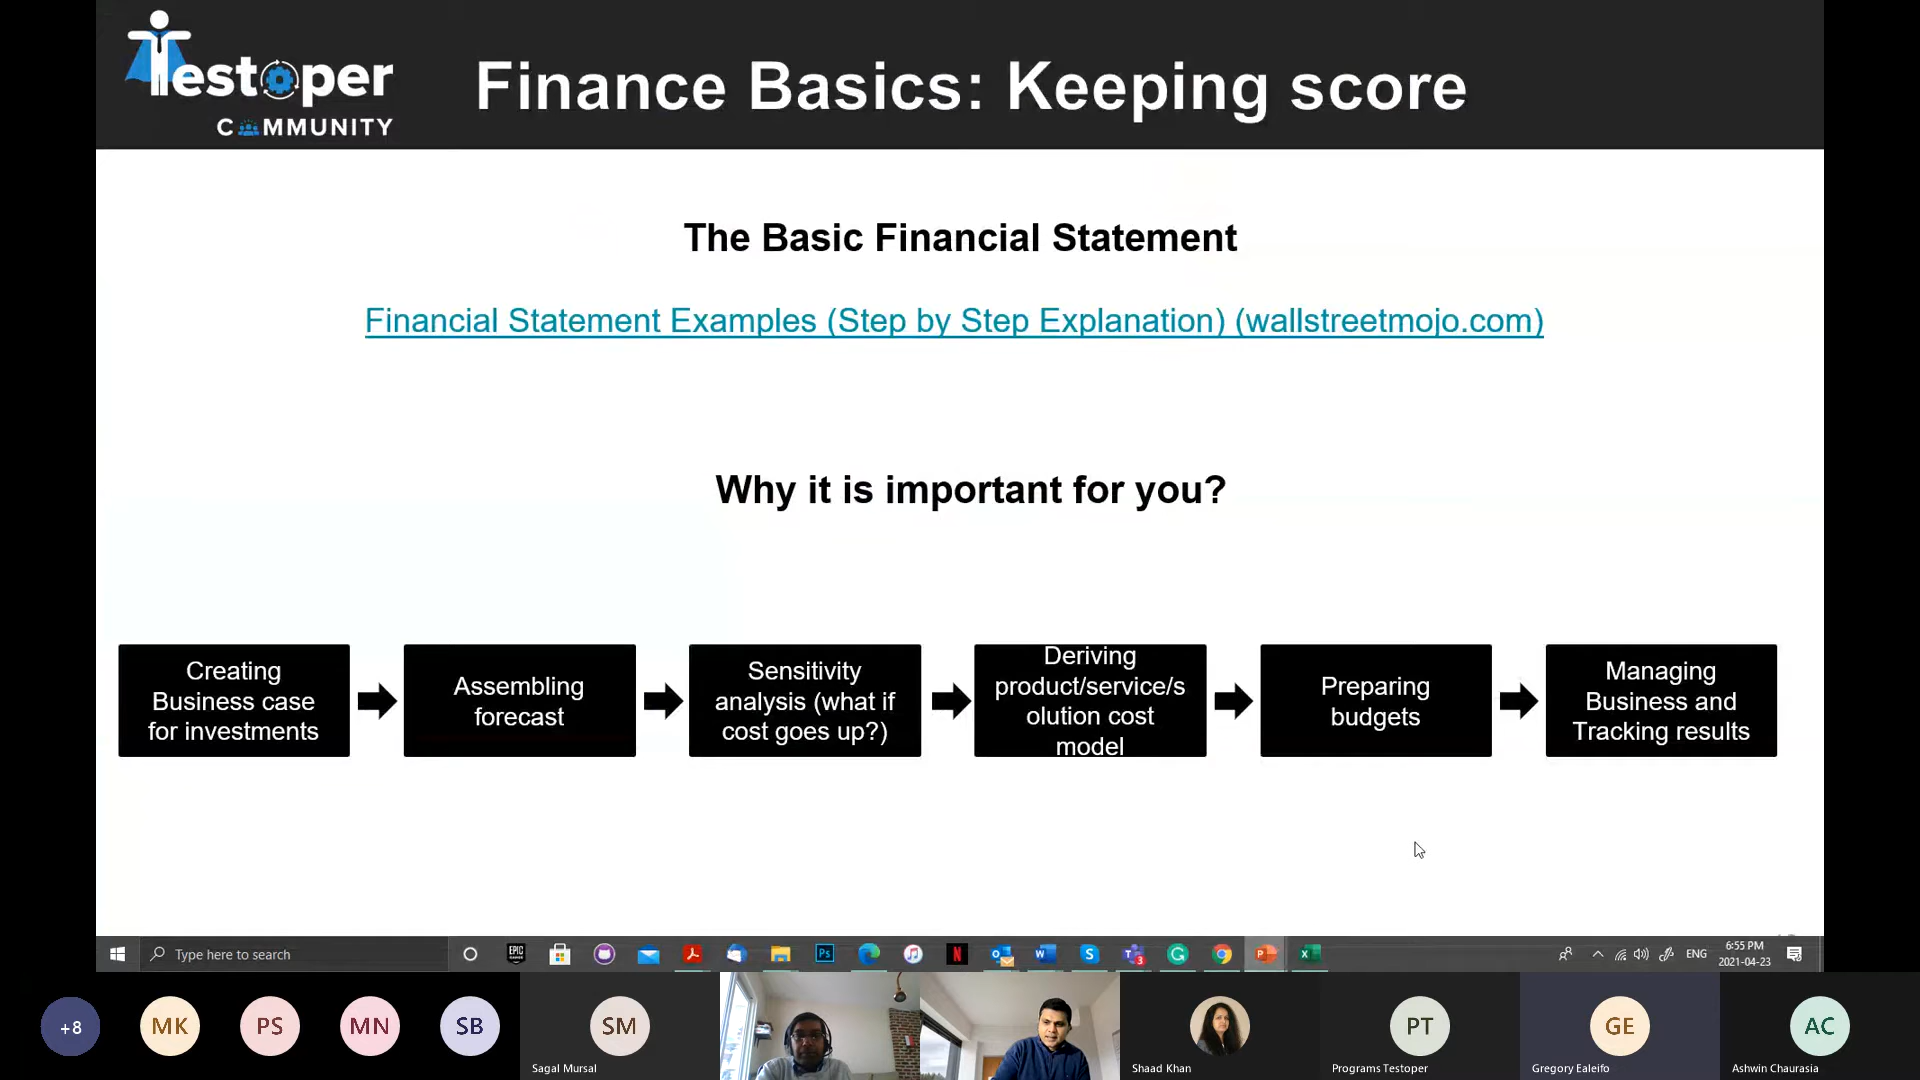 Testoper
COMMUNITY
Finance Basics: Keeping score
The Basic Financial Statement
Financial Statement Examples (Step by Step Explanation) (wallstreetmojo.com)
Why it is important for you?
Creating
Business case
for investments
Assembling
forecast
Sensitivity
analysis (what if
cost goes up?)
Deriving
product/service/s
olution cost
model
Preparing
budgets
Managing
Business and
Tracking results
Type here to search
EPIC
GAMES
Ps
N
W
S
3
G
P
X
ENG
6:55 PM
2021-04-23
+8
MK
PS
MN
SB
SM
Sagal Mursal
Shaad Khan
PT
Programs Testoper
GE
Gregory Ealeifo
AC
Ashwin Chaurasia